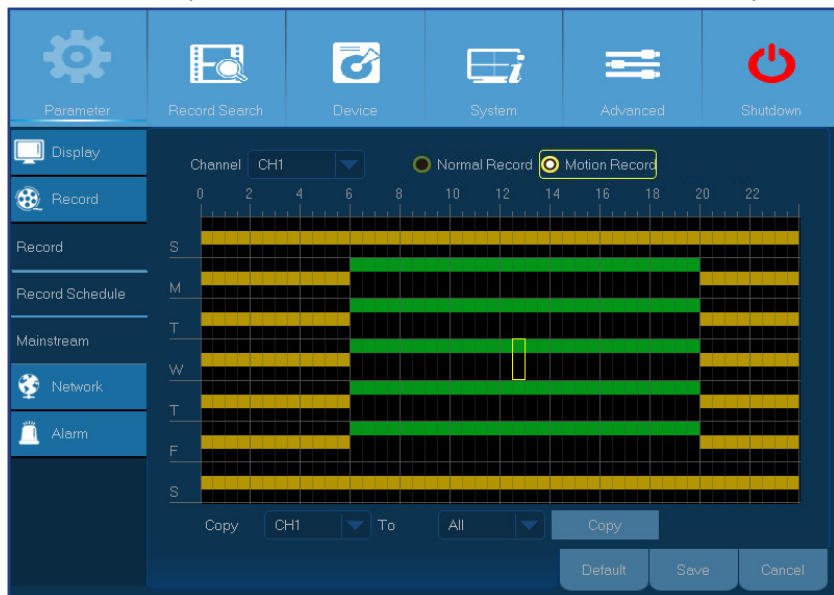 Parameter Record Search Device System Advanced Shutdown
Display
Record
Record
Record Schedule
Mainstream
Network
Alarm
Channel CH1 Normal Record Motion Record
0 2 4 6 8 10 12 14 16 18 20 22
S
M
T
W
T
F
S
Copy CH1 To All Copy
Default Save Cancel